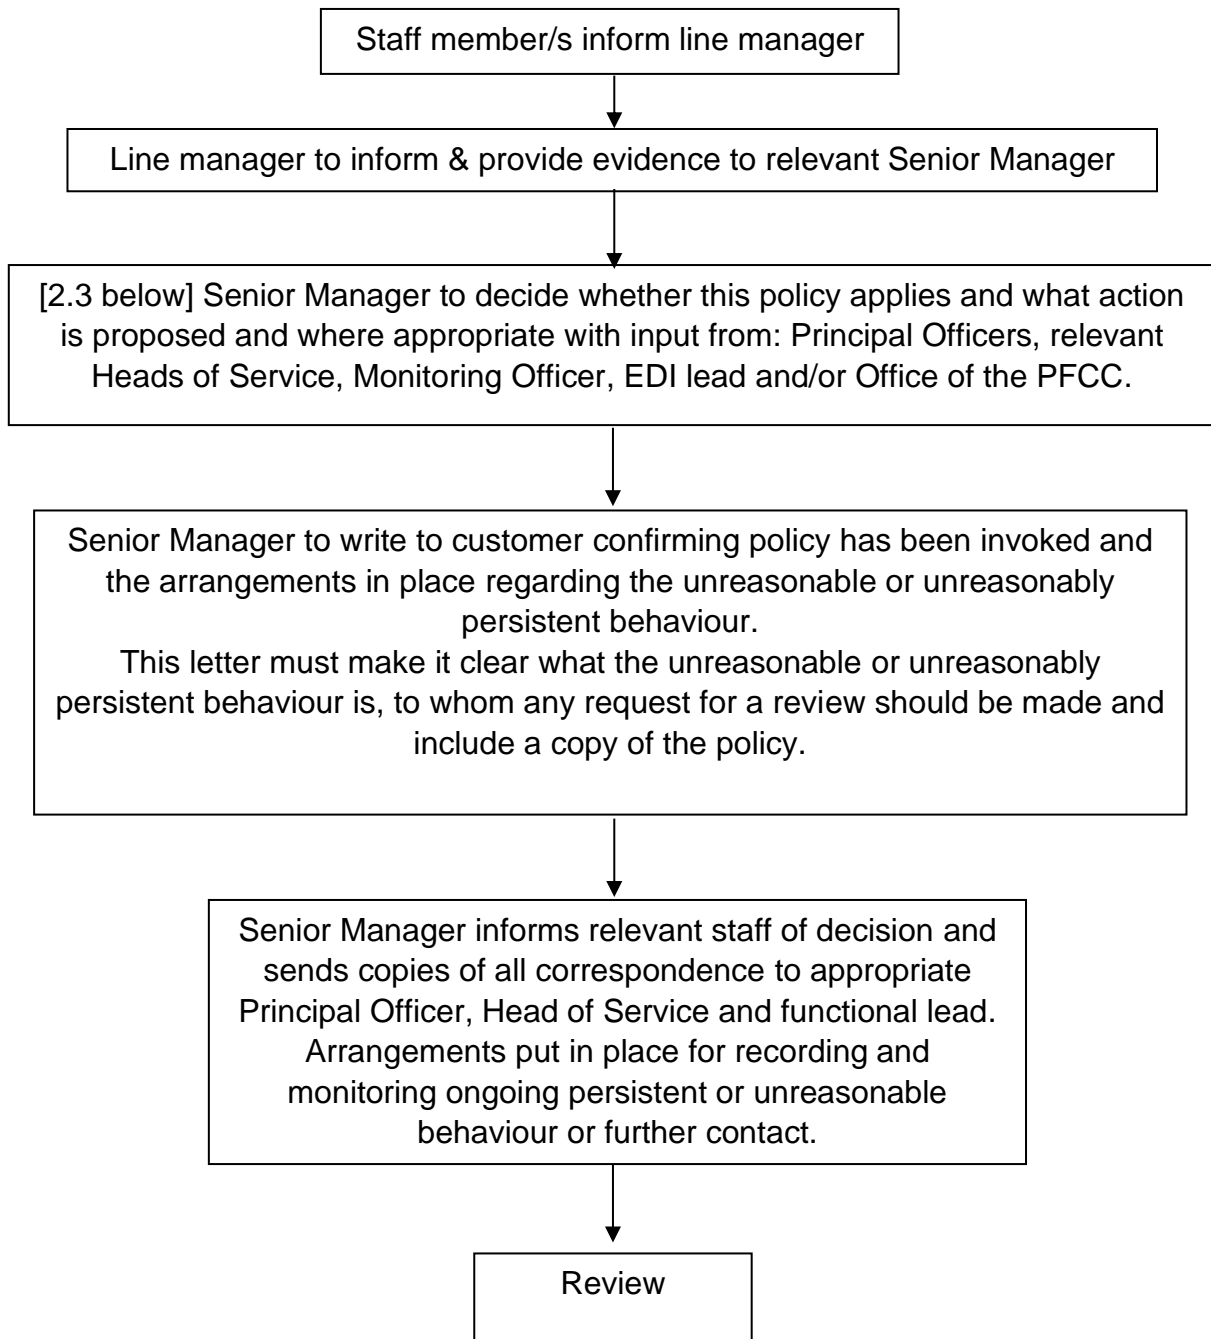 Staff member/s inform line manager
Line manager to inform & provide evidence to relevant Senior Manager
[2.3 below] Senior Manager to decide whether this policy applies and what action
is proposed and where appropriate with input from: Principal Officers, relevant
Heads of Service, Monitoring Officer, EDI lead and/or Office of the PFCC.
Senior Manager to write to customer confirming policy has been invoked and
the arrangements in place regarding the unreasonable or unreasonably
persistent behaviour.
This letter must make it clear what the unreasonable or unreasonably
persistent behaviour is, to whom any request for a review should be made and
include a copy of the policy.
Senior Manager informs relevant staff of decision and
sends copies of all correspondence to appropriate
Principal Officer, Head of Service and functional lead.
Arrangements put in place for recording and
monitoring ongoing persistent or unreasonable
behaviour or further contact.
Review